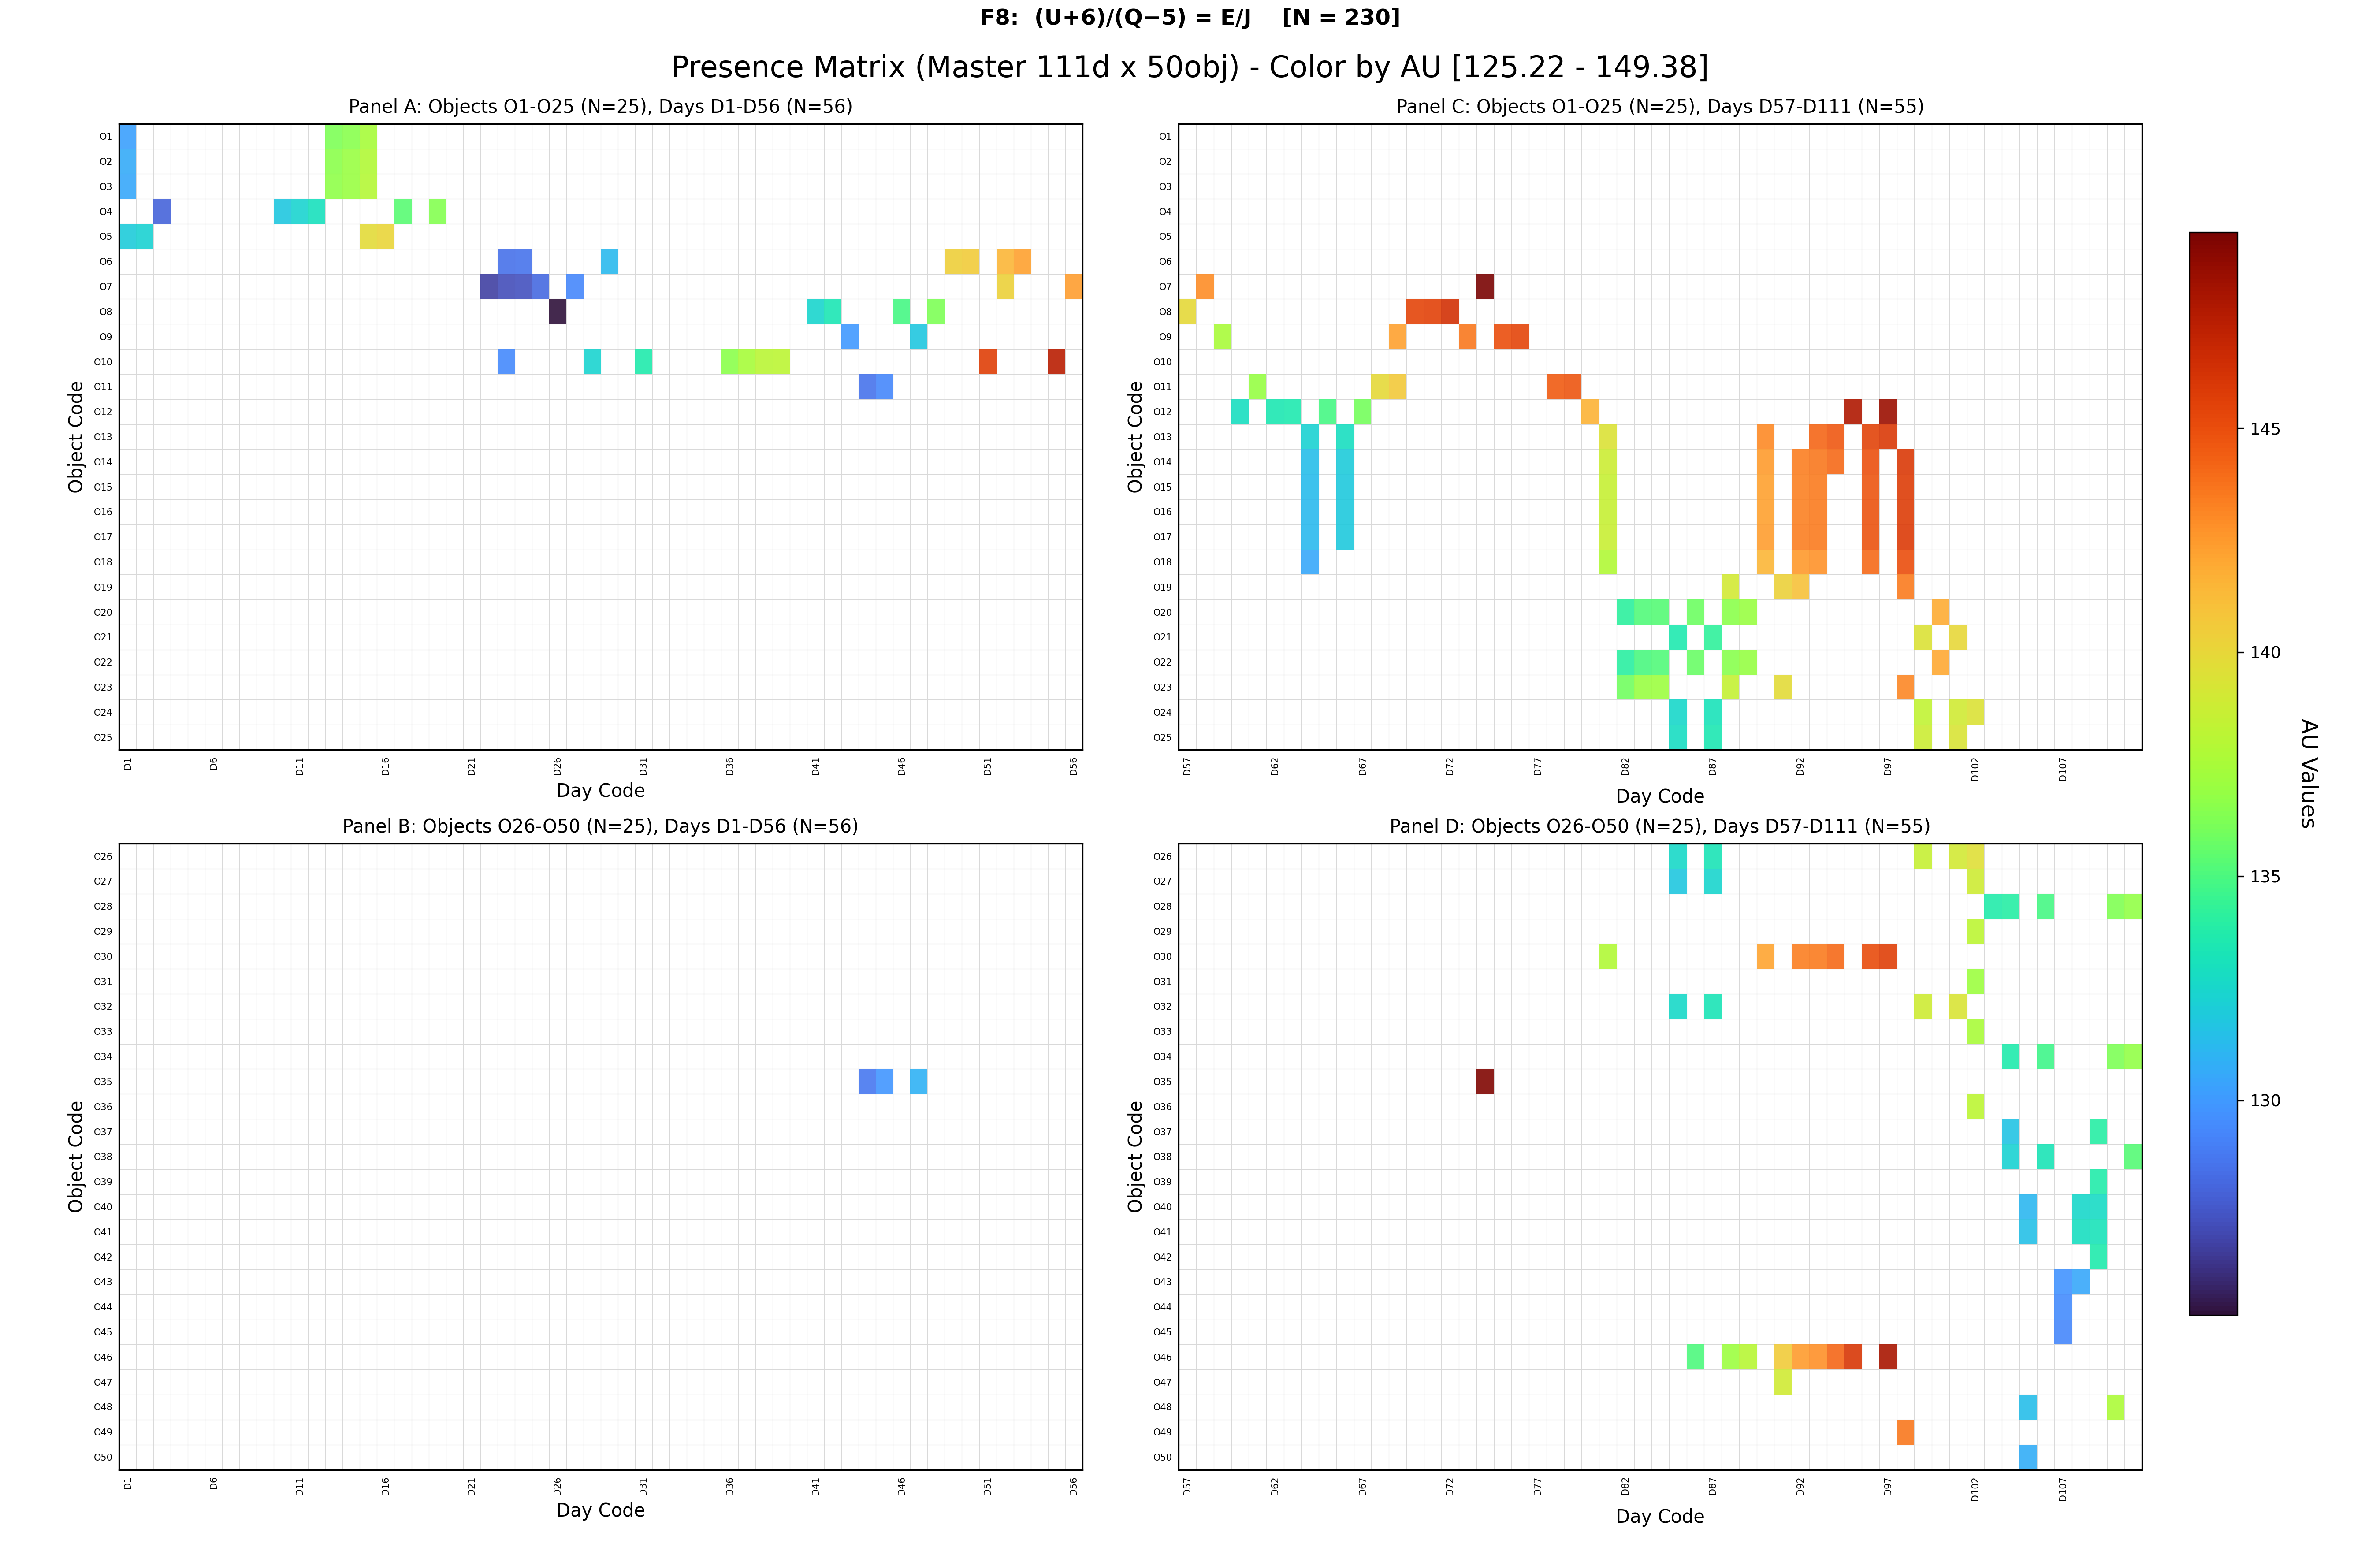 F8:  (U+6)/(Q−5) = E/J    [N = 230]
Presence Matrix (Master 111d x 50obj) - Color by AU [125.22 - 149.38]
Panel A: Objects O1-O25 (N=25), Days D1-D56 (N=56)
Object Code
O1
O2
O3
O4
O5
O6
O7
O8
O9
O10
O11
O12
O13
O14
O15
O16
O17
O18
O19
O20
O21
O22
O23
O24
O25
D1 D6 D11 D16 D21 D26 D31 D36 D41 D46 D51 D56
Day Code
Panel C: Objects O1-O25 (N=25), Days D57-D111 (N=55)
Object Code
O1
O2
O3
O4
O5
O6
O7
O8
O9
O10
O11
O12
O13
O14
O15
O16
O17
O18
O19
O20
O21
O22
O23
O24
O25
D57 D62 D67 D72 D77 D82 D87 D92 D97 D102 D107
Day Code
Panel B: Objects O26-O50 (N=25), Days D1-D56 (N=56)
Object Code
O26
O27
O28
O29
O30
O31
O32
O33
O34
O35
O36
O37
O38
O39
O40
O41
O42
O43
O44
O45
O46
O47
O48
O49
O50
D1 D6 D11 D16 D21 D26 D31 D36 D41 D46 D51 D56
Day Code
Panel D: Objects O26-O50 (N=25), Days D57-D111 (N=55)
Object Code
O26
O27
O28
O29
O30
O31
O32
O33
O34
O35
O36
O37
O38
O39
O40
O41
O42
O43
O44
O45
O46
O47
O48
O49
O50
D57 D62 D67 D72 D77 D82 D87 D92 D97 D102 D107
Day Code
145
140
135
130
AU Values